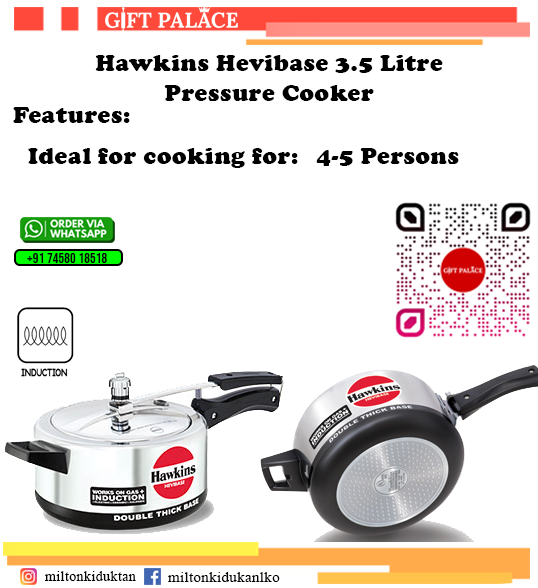 GIFT PALACE
Hawkins Hevibase 3.5 Litre
Pressure Cooker
Features:
Ideal for cooking for: 4-5 Persons
ORDER VIA
WHATSAPP
+91 74580 18518
GIFT PALACE
INDUCTION
Hawkins
HEVIBASE
WORKS ON GAS +
INDUCTION
DOUBLE THICK BASE
Hawkins
HEVIBASE
INDUCTION
DOUBLE THICK BASE
miltonkiduktan
miltonkidukanlko